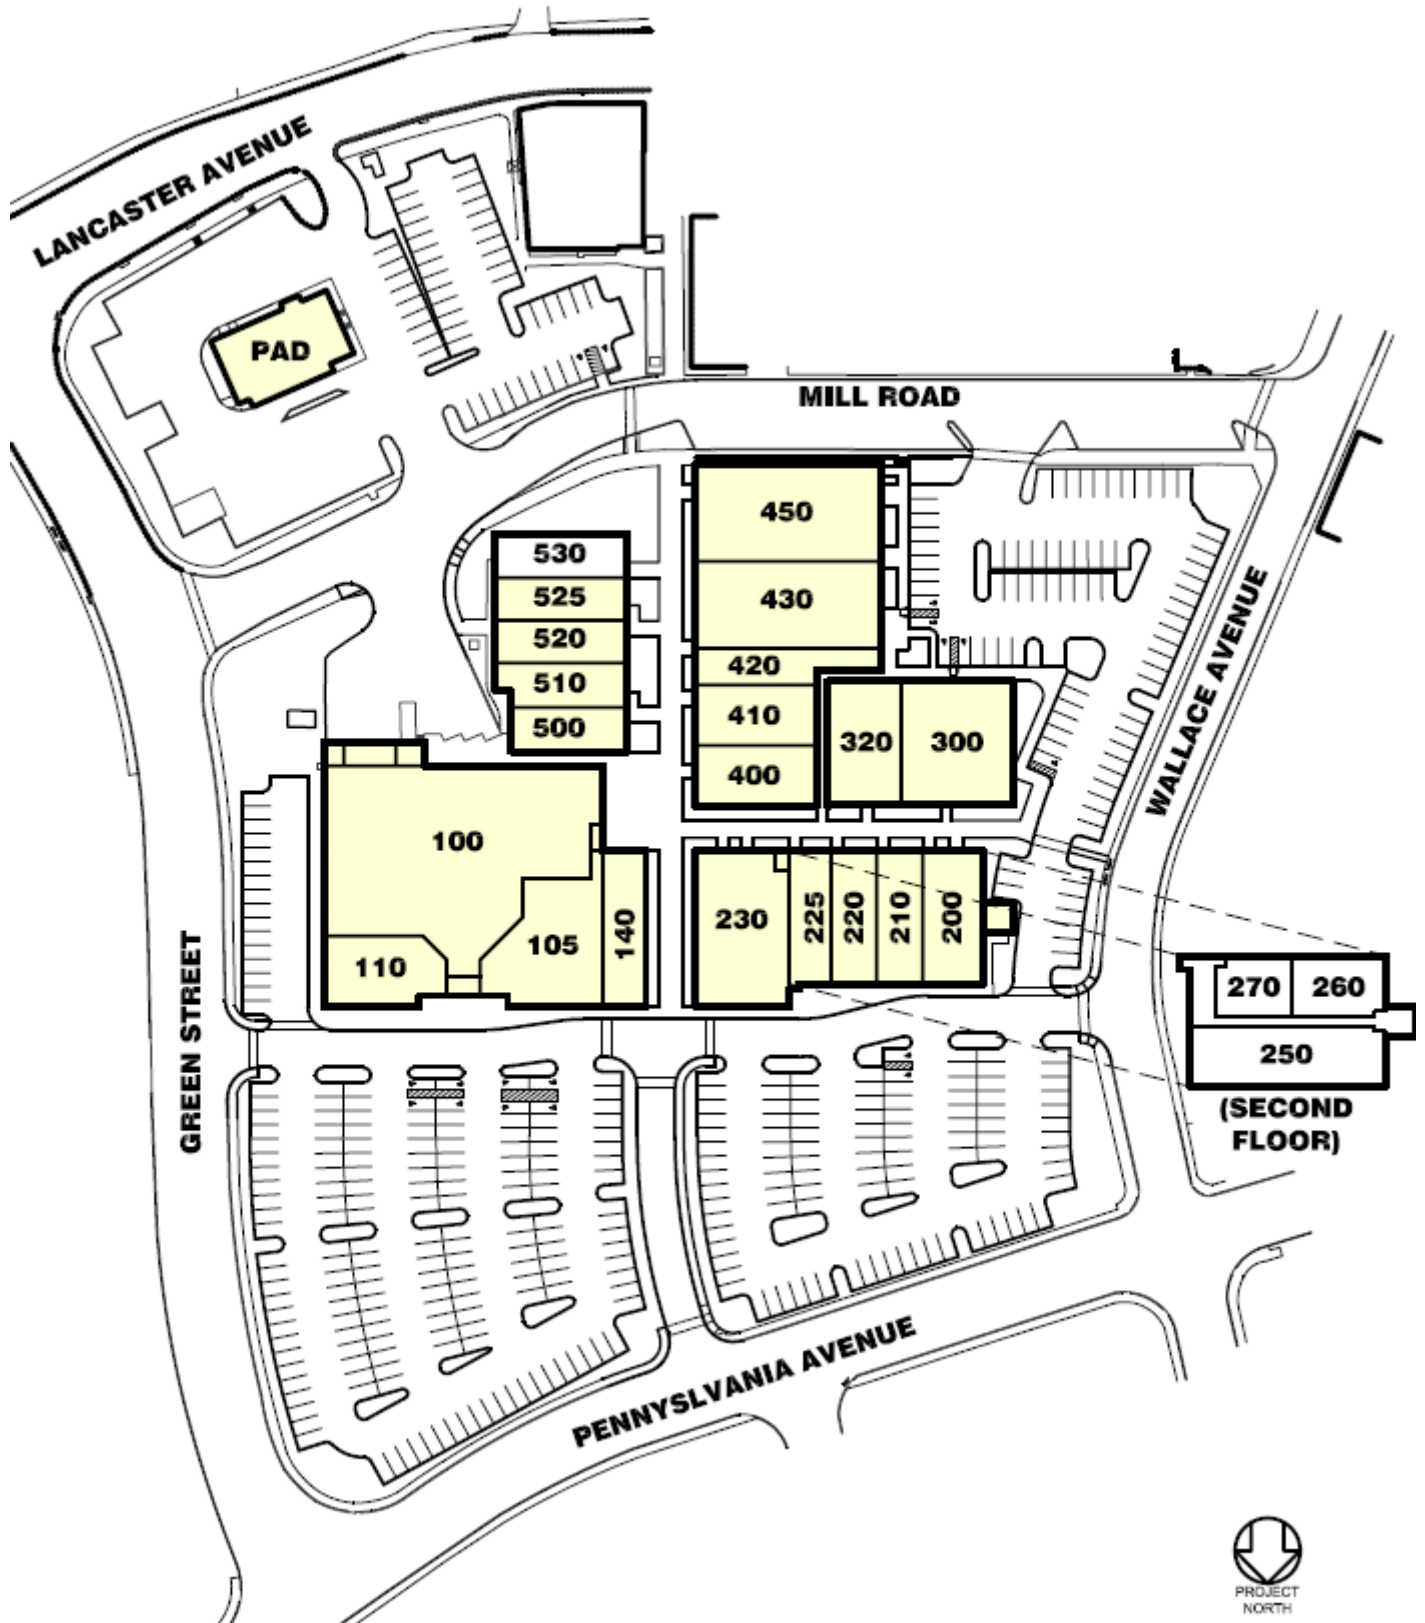 LANCASTER AVENUE
PAD
MILL ROAD
450
530
430
525
520
420
510
410
500
320
300
400
WALLACE AVENUE
100
140
230
225
220
210
200
105
110
GREEN STREET
270
260
250
(SECOND
FLOOR)
PENNYSLVANIA AVENUE
PROJECT
NORTH